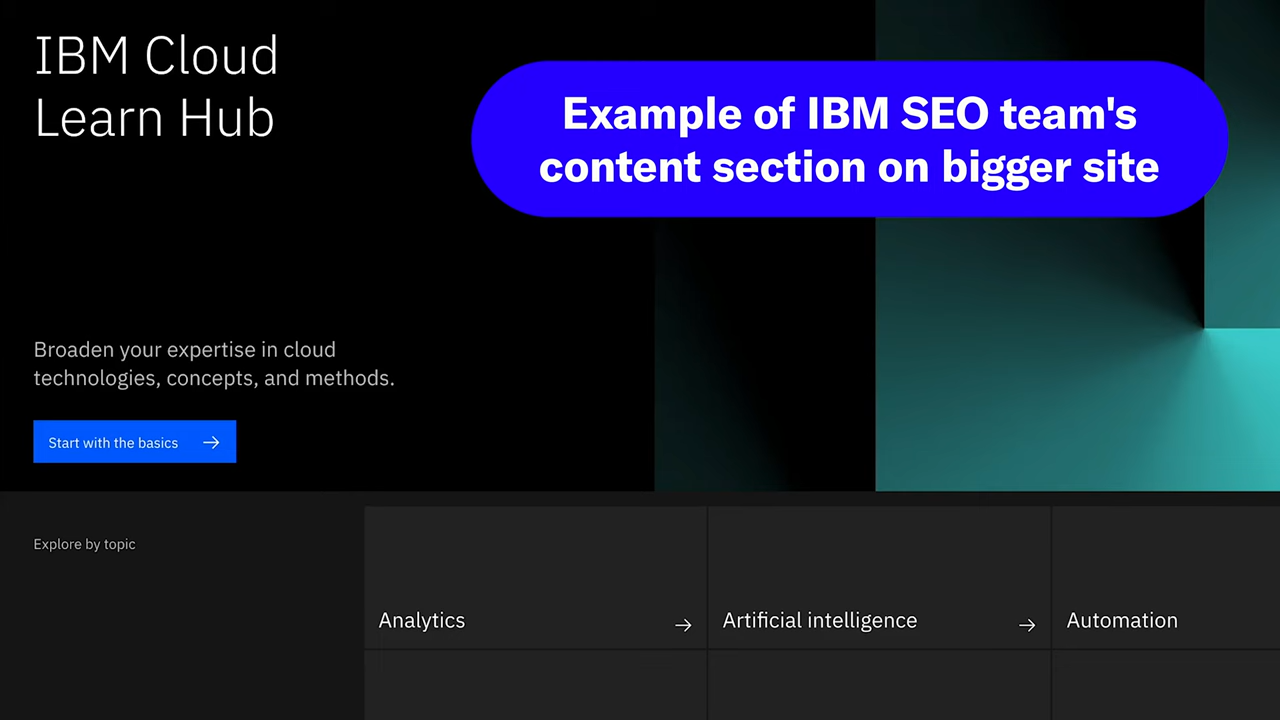 IBM Cloud
Learn Hub
Example of IBM SEO team's
content section on bigger site
Broaden your expertise in cloud
technologies, concepts, and methods.
Start with the basics
Explore by topic
Analytics
Artificial intelligence
Automation